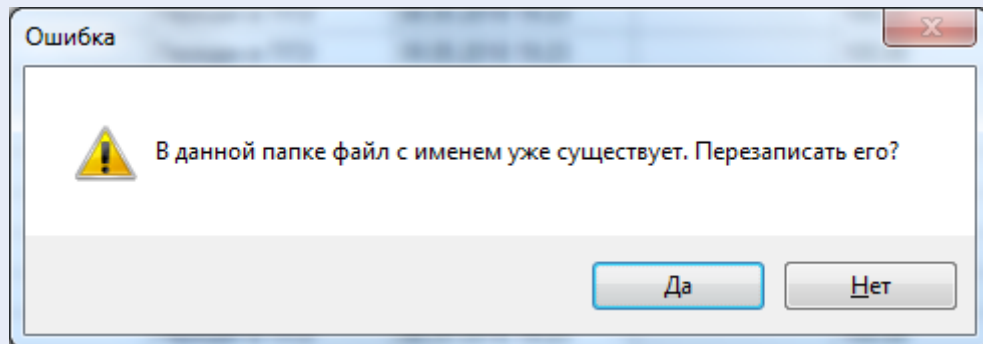 Ошибка
В данной папке файл с именем уже существует. Перезаписать его?
Да
Нет